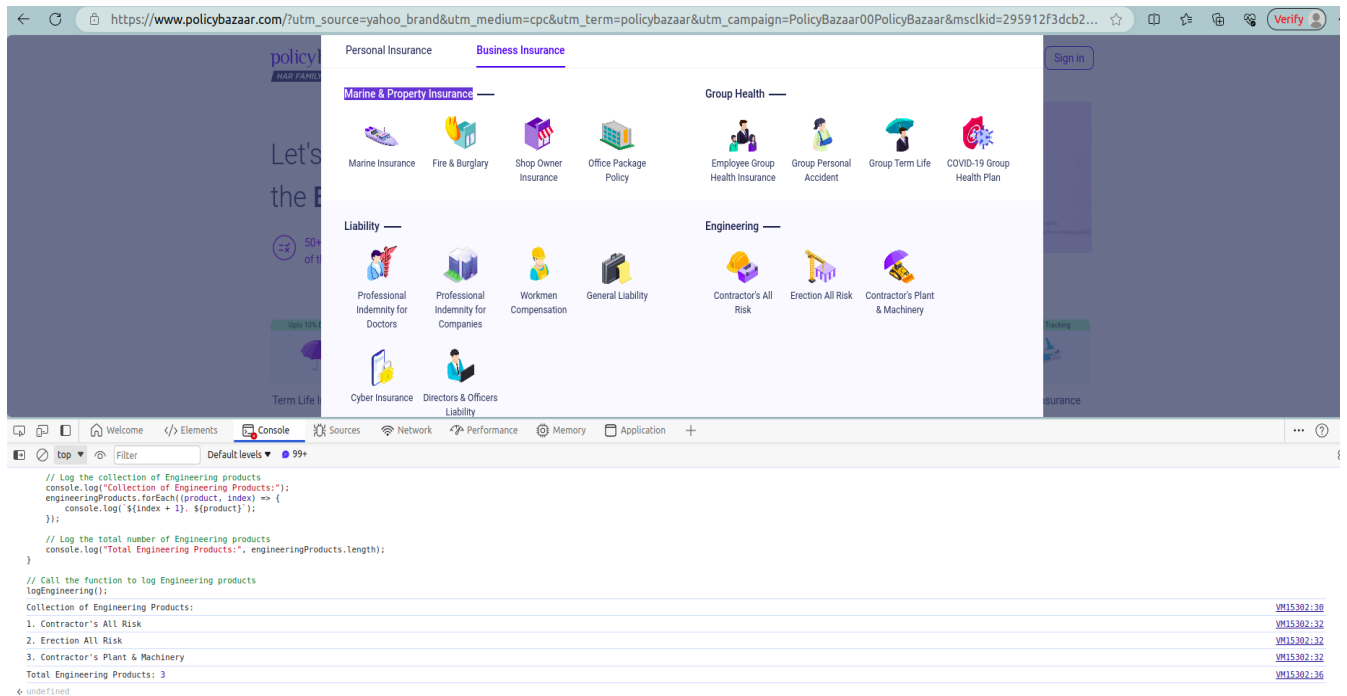 https://www.policybazaar.com/?utm_source=yahoo_brand&utm_medium=cpc&utm_term=policybazaar&utm_campaign=PolicyBazaar00PolicyBazaar&msclkid=295912f3dcb2...
Verify
policyb
HAR FAMILY
Personal Insurance
Business Insurance
Sign in
Marine & Property Insurance
Marine Insurance
Fire & Burglary
Shop Owner
Insurance
Office Package
Policy
Group Health
Employee Group
Health Insurance
Group Personal
Accident
Group Term Life
COVID-19 Group
Health Plan
Let's
the
50+
of th
Liability
Professional
Indemnity for
Doctors
Professional
Indemnity for
Companies
Workmen
Compensation
General Liability
Cyber Insurance
Directors & Officers
Liability
Engineering
Contractor's All
Risk
Erection All Risk
Contractor's Plant
& Machinery
Upto 10%
Tracking
Term Life
surance
Welcome
</> Elements
Console
Sources
Network
Performance
Memory
Application
top
Filter
Default levels
99+
// Log the collection of Engineering products
console.log("Collection of Engineering Products:");
engineeringProducts.forEach((product, index) => {
console.log(`${index + 1}. ${product}`);
});
// Log the total number of Engineering products
console.log("Total Engineering Products:", engineeringProducts.length);
}
// Call the function to log Engineering products
logEngineering();
Collection of Engineering Products: VM15302:30
1. Contractor's All Risk VM15302:32
2. Erection All Risk VM15302:32
3. Contractor's Plant & Machinery VM15302:32
Total Engineering Products: 3 VM15302:36
undefined